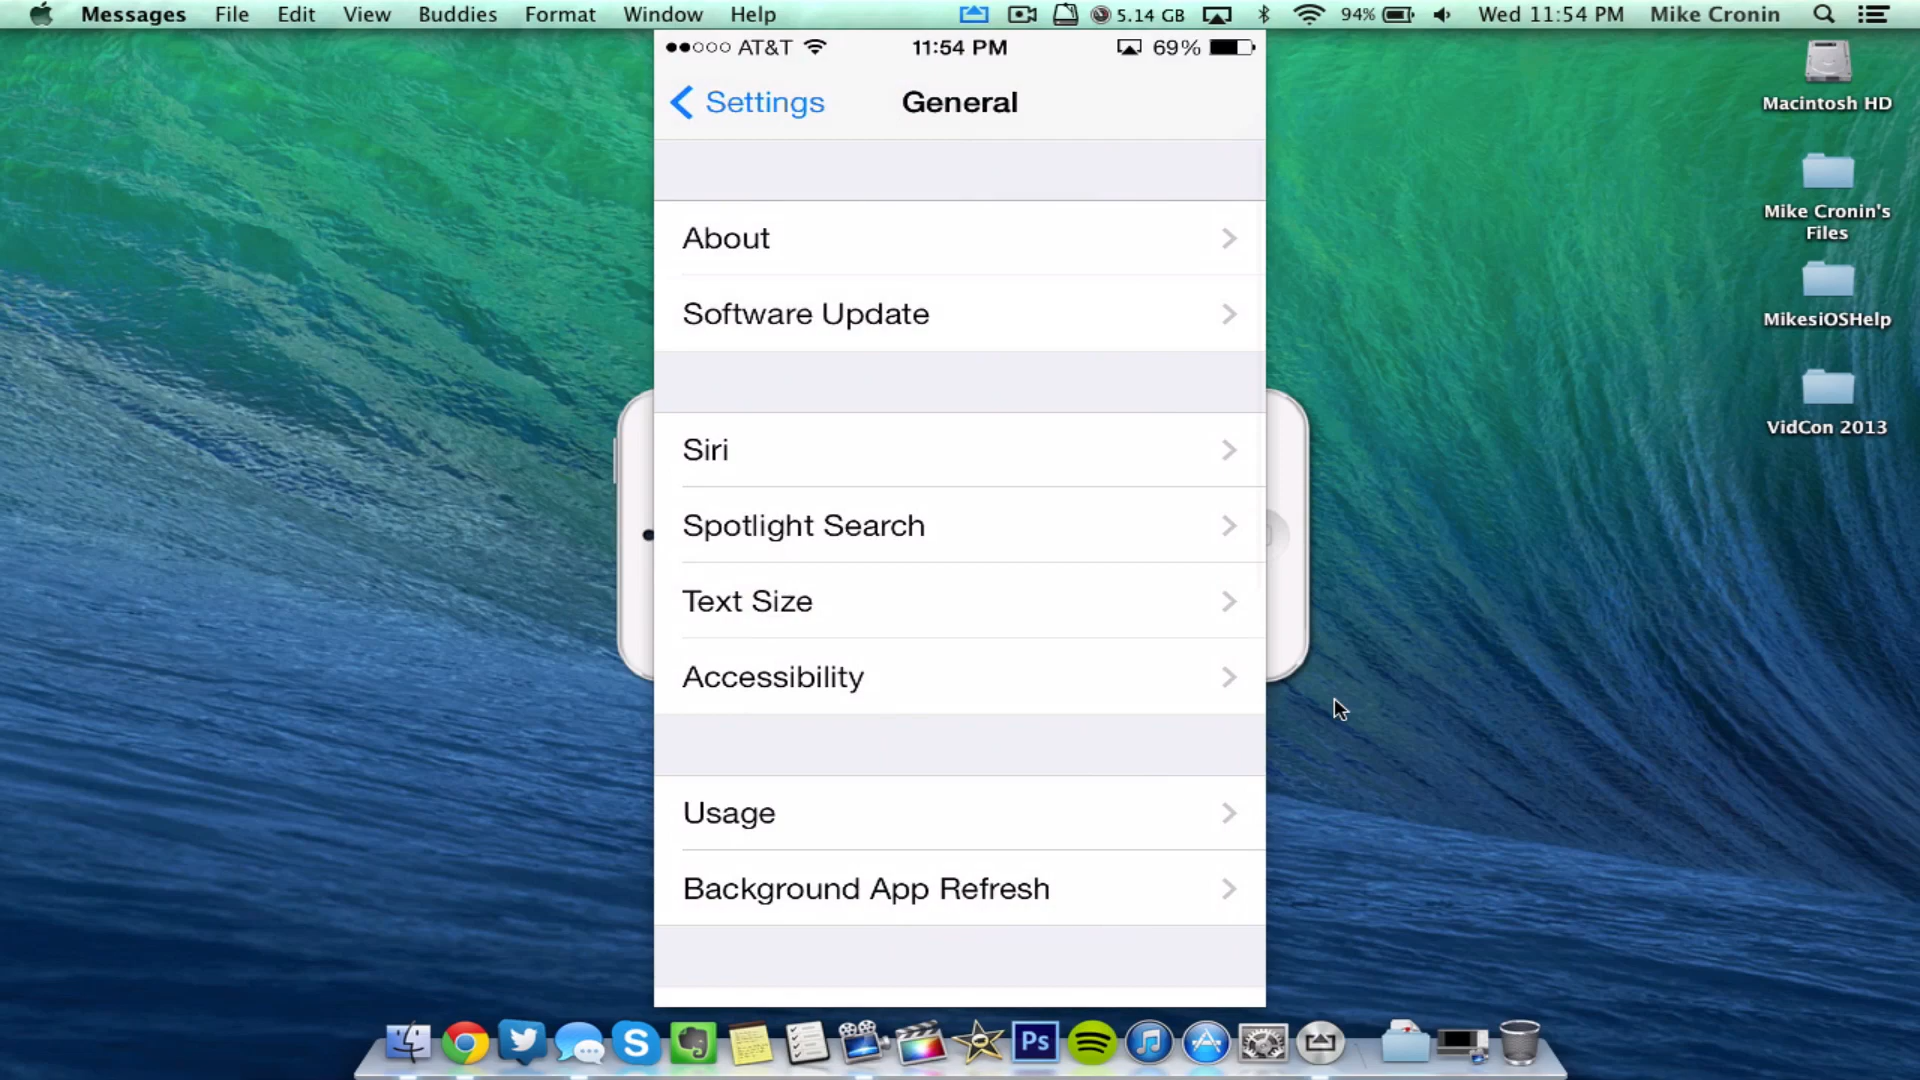 Messages File Edit View Buddies Format Window Help 5.14 GB 94% Wed 11:54 PM Mike Cronin
AT&T 11:54 PM 69%
Settings General
About
Software Update
Siri
Spotlight Search
Text Size
Accessibility
Usage
Background App Refresh
Macintosh HD
Mike Cronin's
Files
MikesiOSHelp
VidCon 2013
Ps